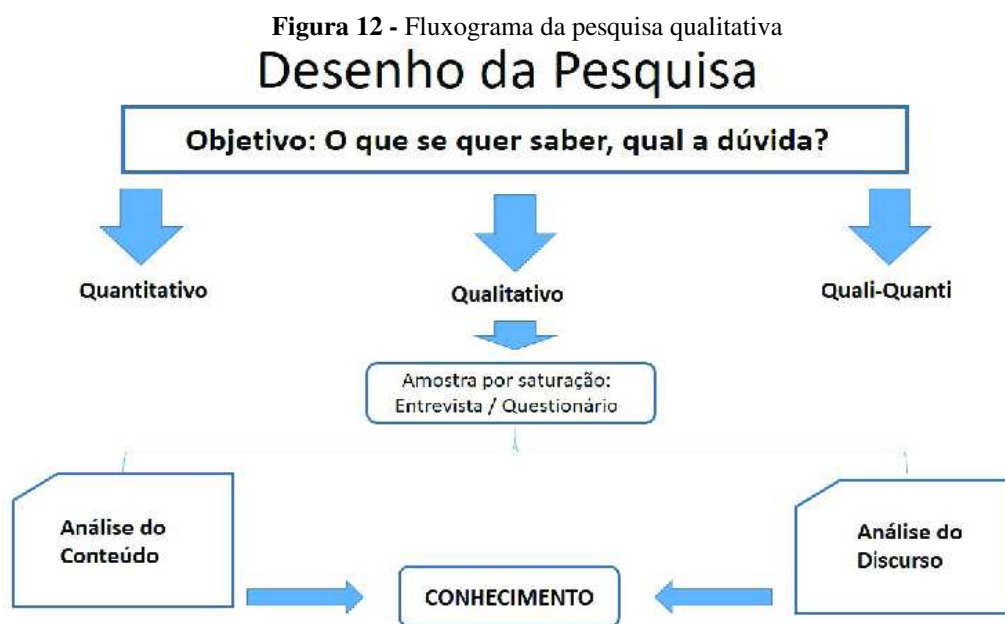 Figura 12 - Fluxograma da pesquisa qualitativa
Desenho da Pesquisa
Objetivo: O que se quer saber, qual a dúvida?
Quantitativo
Qualitativo
Quali-Quanti
Amostra por saturação:
Entrevista / Questionário
Análise do
Conteúdo
Análise do
Discurso
CONHECIMENTO